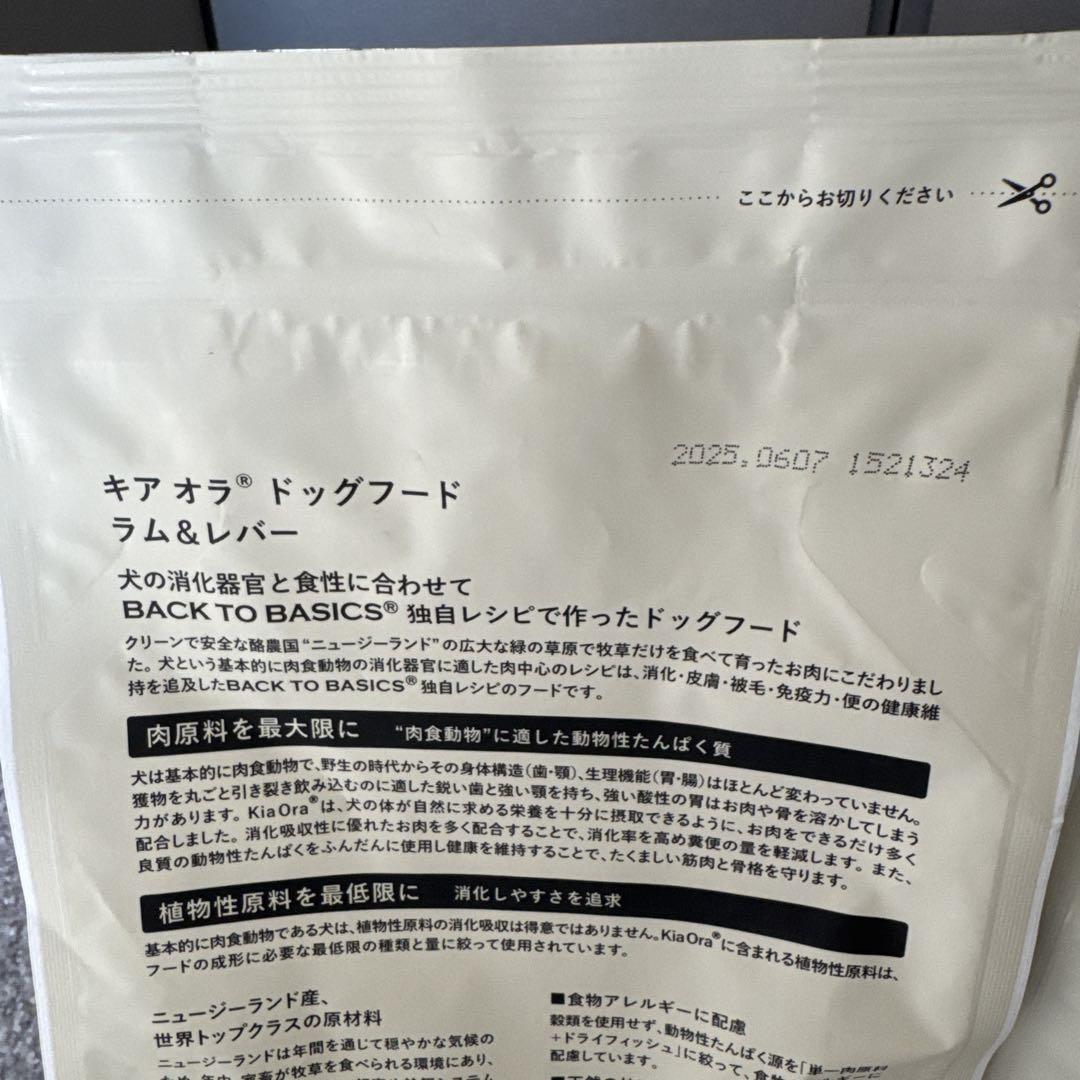 ここからお切りください
2025.0607 1521324
キア オラ® ドッグフード
ラム&レバー
犬の消化器官と食性に合わせて
BACK TO BASICS® 独自レシピで作ったドッグフード
クリーンで安全な酪農国“ニュージーランド”の広大な緑の草原で牧草だけを食べて育ったお肉にこだわりまし
た。犬という基本的に肉食動物の消化器官に適した肉中心のレシピは、消化・皮膚・被毛・免疫力・便の健康維
持を追及したBACK TO BASICS®独自レシピのフードです。
肉原料を最大限に “肉食動物”に適した動物性たんぱく質
犬は基本的に肉食動物で、野生の時代からその身体構造(歯・顎)、生理機能(胃・腸)はほとんど変わっていません。
獲物を丸ごと引き裂き飲み込むのに適した鋭い歯と強い顎を持ち、強い酸性の胃はお肉や骨を溶かしてしまう
力があります。KiaOra®は、犬の体が自然に求める栄養を十分に摂取できるように、お肉をできるだけ多く
配合しました。消化吸収性に優れたお肉を多く配合することで、消化率を高め糞便の量を軽減します。また、
良質の動物性たんぱくをふんだんに使用し健康を維持することで、たくましい筋肉と骨格を守ります。
植物性原料を最低限に 消化しやすさを追求
基本的に肉食動物である犬は、植物性原料の消化吸収は得意ではありません。KiaOra®に含まれる植物性原料は、
フードの成形に必要な最低限の種類と量に絞って使用されています。
ニュージーランド産、
世界トップクラスの原材料
ニュージーランドは年間を通じて穏やかな気候の
ため、年中、家畜が牧草を食べられる環境にあり、
■食物アレルギーに配慮
穀類を使用せず、動物性たんぱく源を「単一肉原料
+ドライフィッシュ」に絞って、食物
配慮しています。